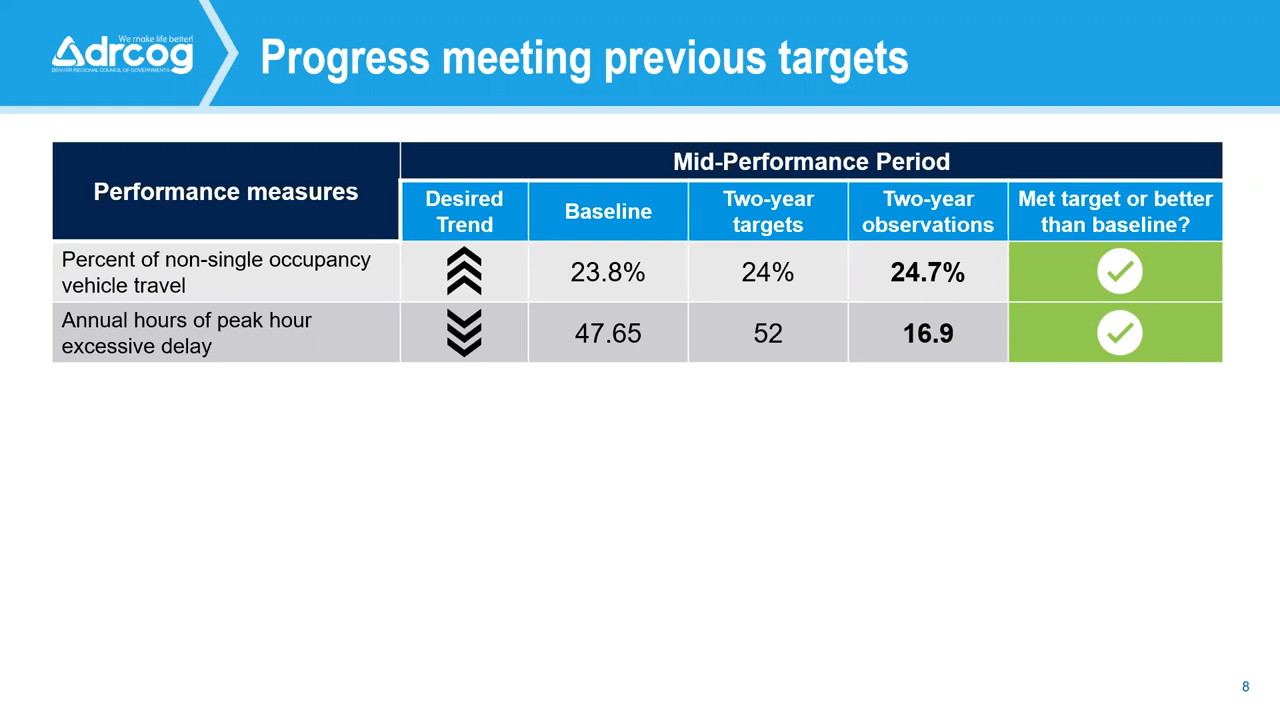 We make life better!
drcog
DENVER REGIONAL COUNCIL OF GOVERNMENTS
Progress meeting previous targets
Performance measures
Mid-Performance Period
Desired
Trend
Baseline
Two-year
targets
Two-year
observations
Met target or better
than baseline?
Percent of non-single occupancy
vehicle travel
23.8%
24%
24.7%
Annual hours of peak hour
excessive delay
47.65
52
16.9
8